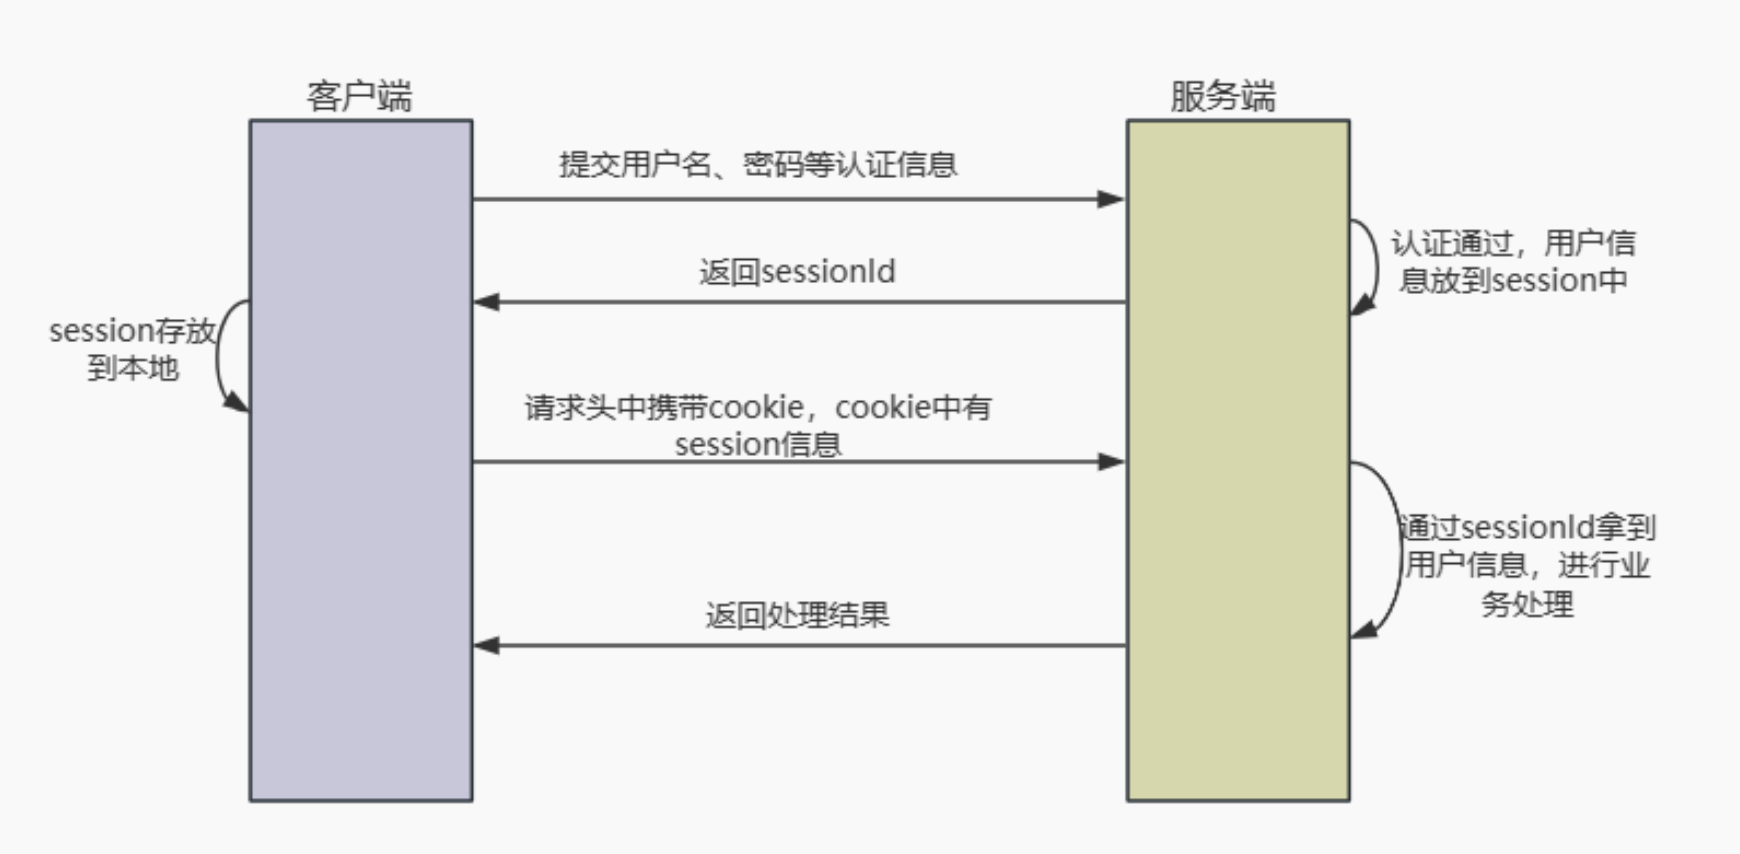 客户端
服务端
提交用户名、密码等认证信息
认证通过，用户信
息放到session中
返回sessionId
session存放
到本地
请求头中携带cookie，cookie中有
session信息
通过sessionId拿到
用户信息，进行业
务处理
返回处理结果